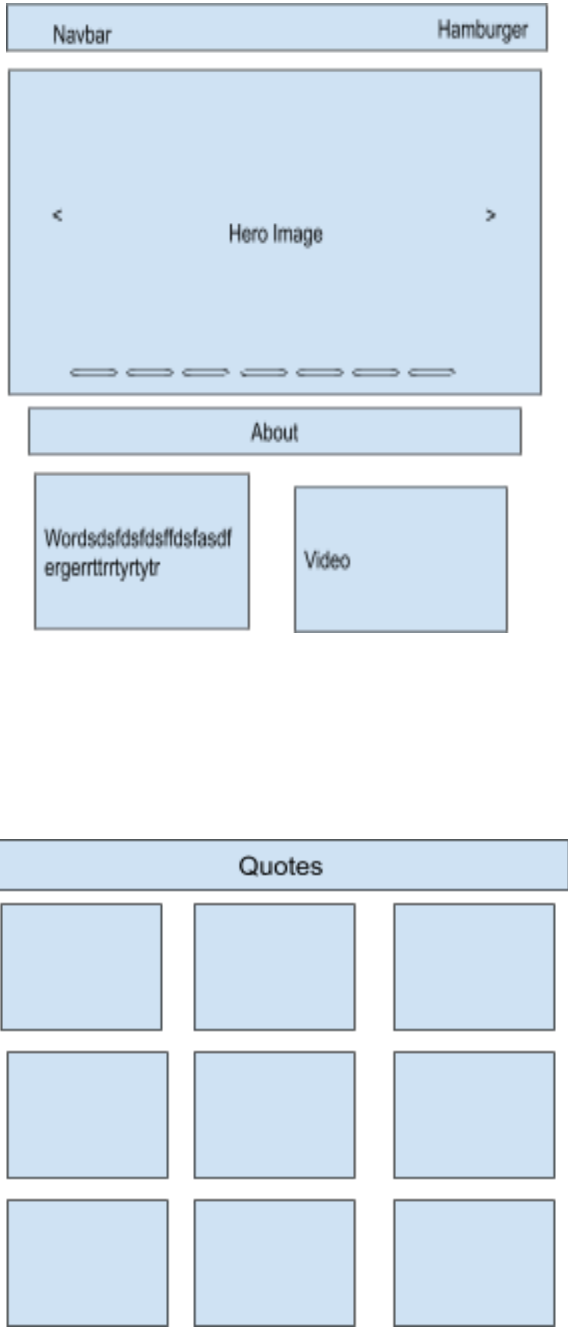 Navbar Hamburger
< >
Hero Image
About
Wordsdsfdsfdsffdsfasdf
ergerrttrrtyrtytr
Video
Quotes